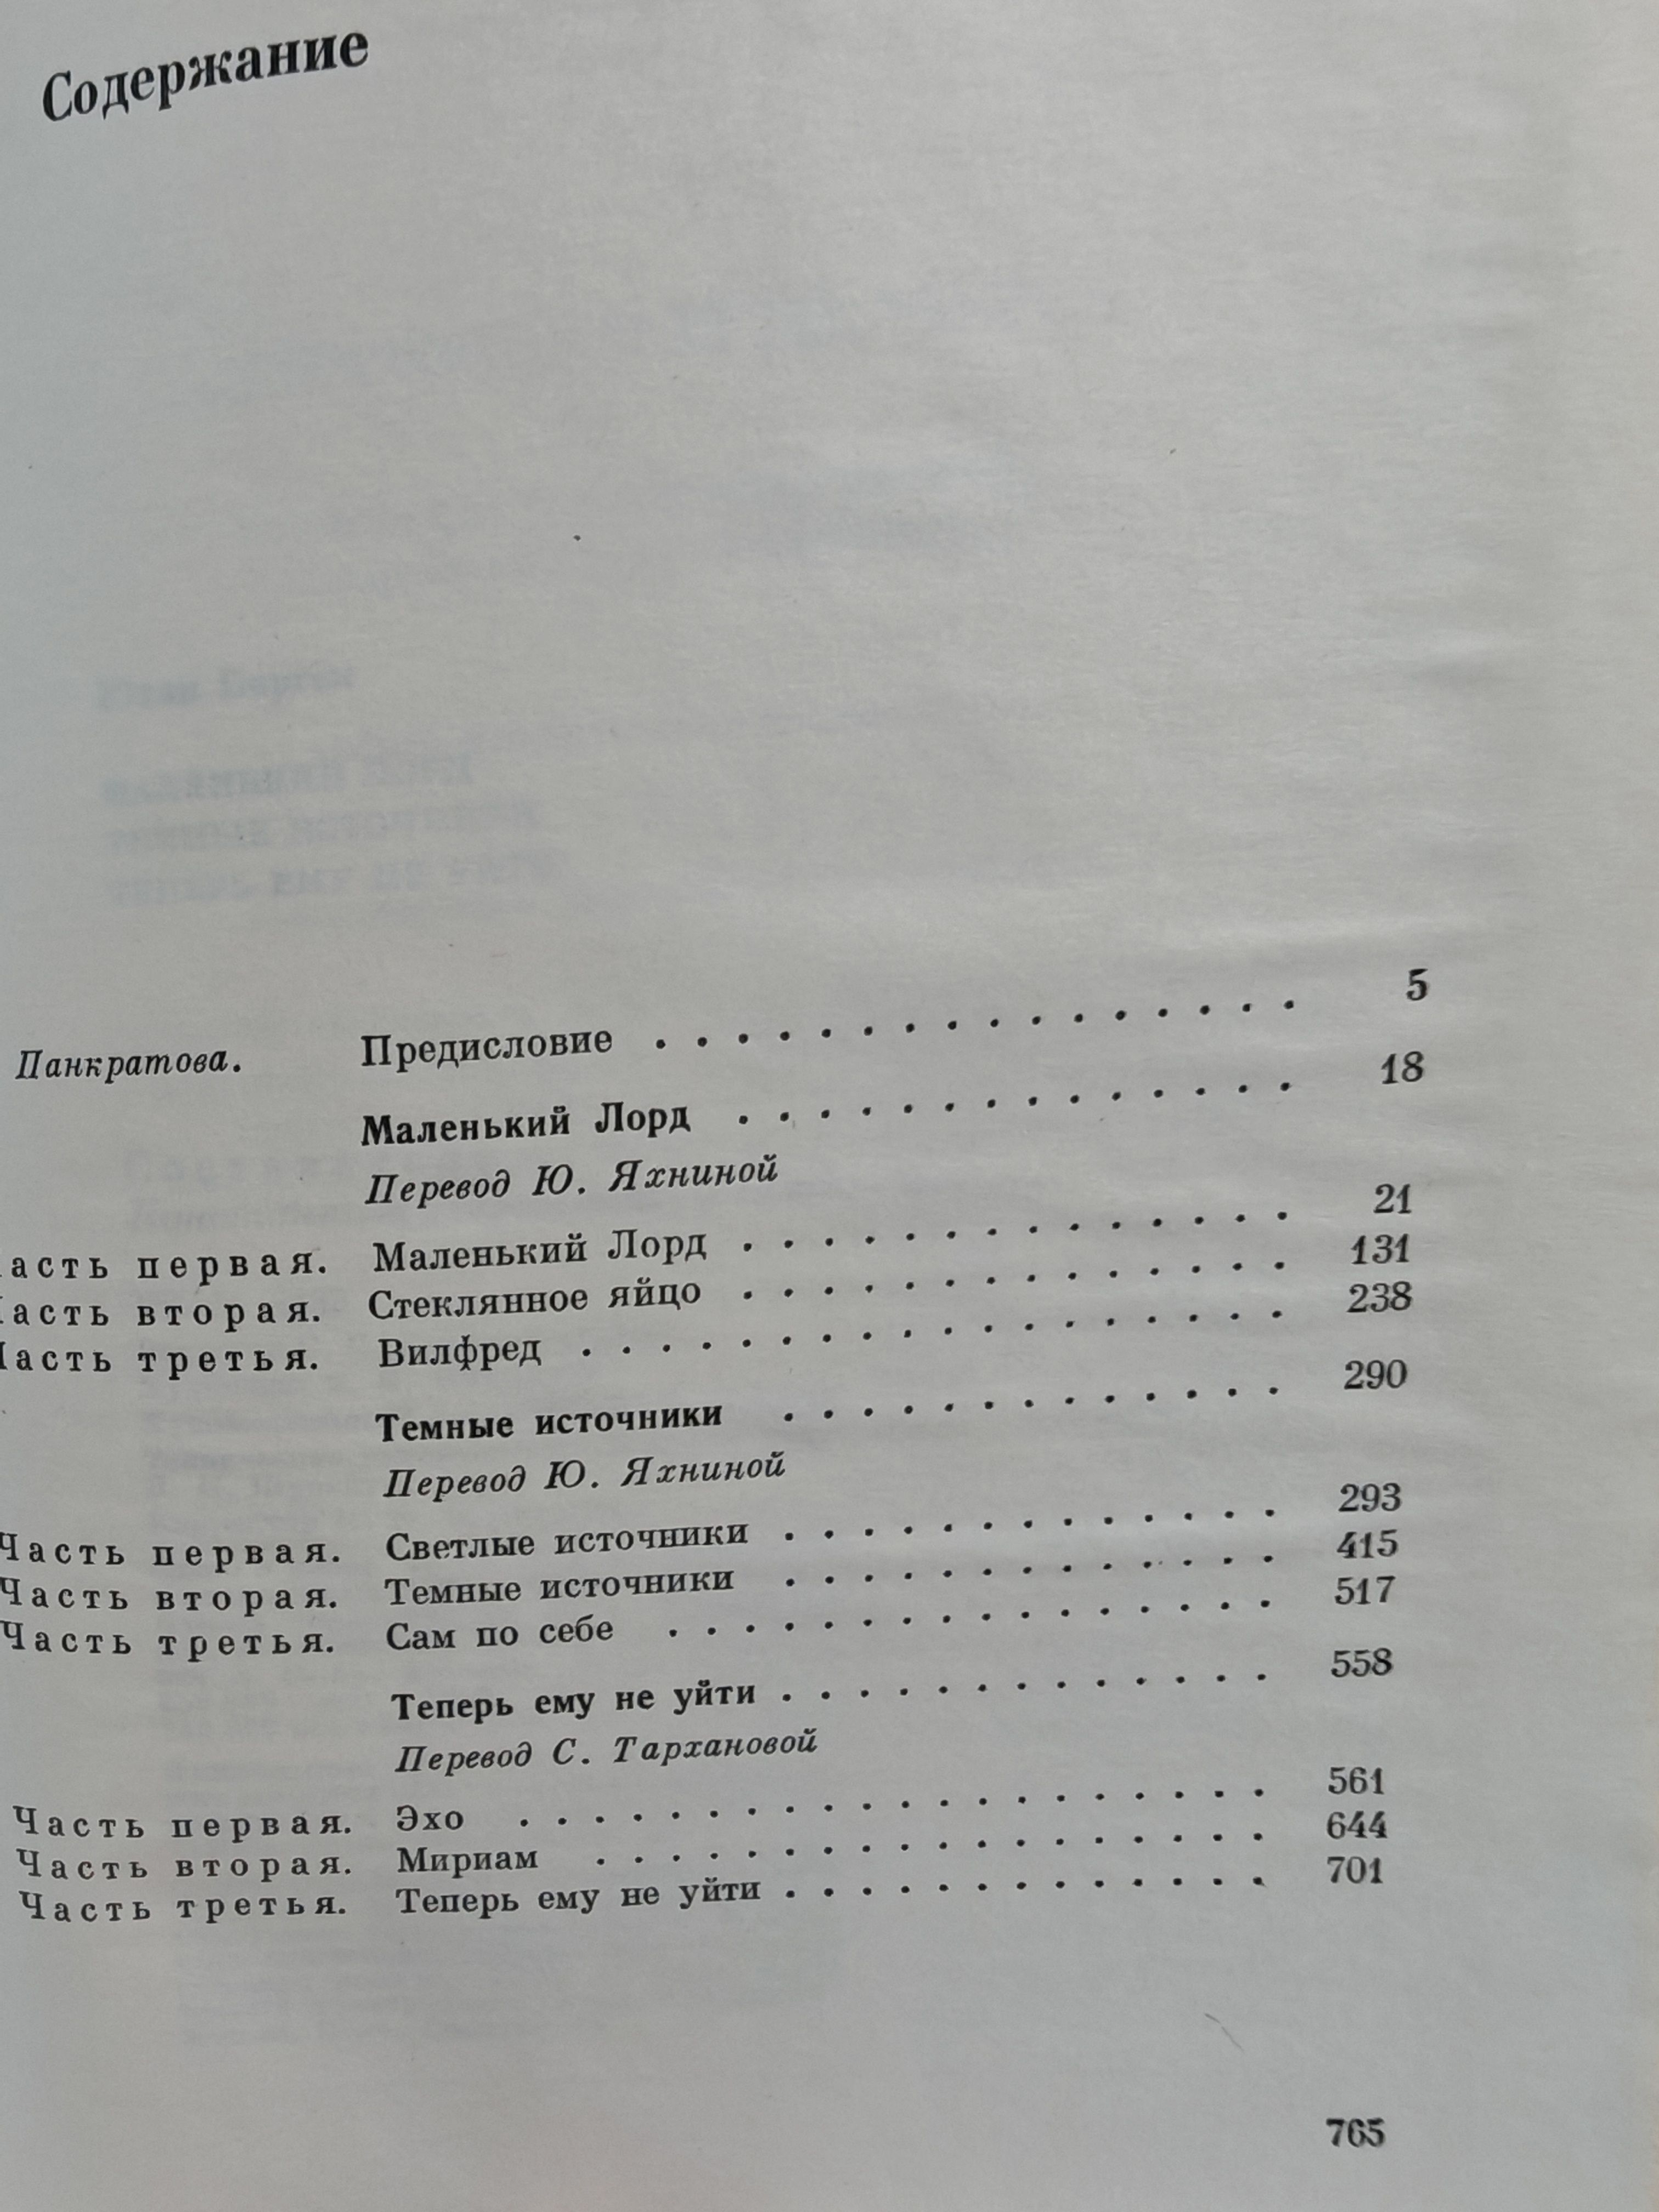 Содержание
Панкратова. Предисловие . . . . . . . . . . . . . . . . 5
Маленький Лорд . . . . . . . . . . . . . . 18
Перевод Ю. Яхниной
асть первая. Маленький Лорд . . . . . . . . . . . . . . 21
асть вторая. Стеклянное яйцо . . . . . . . . . . . . . . 131
Часть третья. Вилфред . . . . . . . . . . . . . . . . . . 238
Темные источники . . . . . . . . . . . . . 290
Перевод Ю. Яхниной
Часть первая. Светлые источники . . . . . . . . . . . . . 293
Часть вторая. Темные источники . . . . . . . . . . . . . 415
Часть третья. Сам по себе . . . . . . . . . . . . . . . . 517
Теперь ему не уйти . . . . . . . . . . . . . 558
Перевод С. Тархановой
Часть первая. Эхо . . . . . . . . . . . . . . . . . . . . 561
Часть вторая. Мириам . . . . . . . . . . . . . . . . . . 644
Часть третья. Теперь ему не уйти . . . . . . . . . . . . . 701
765